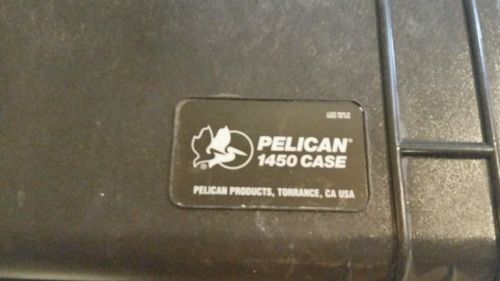 PELICAN
1450 CASE
PELICAN PRODUCTS, TORRANCE, CA USA